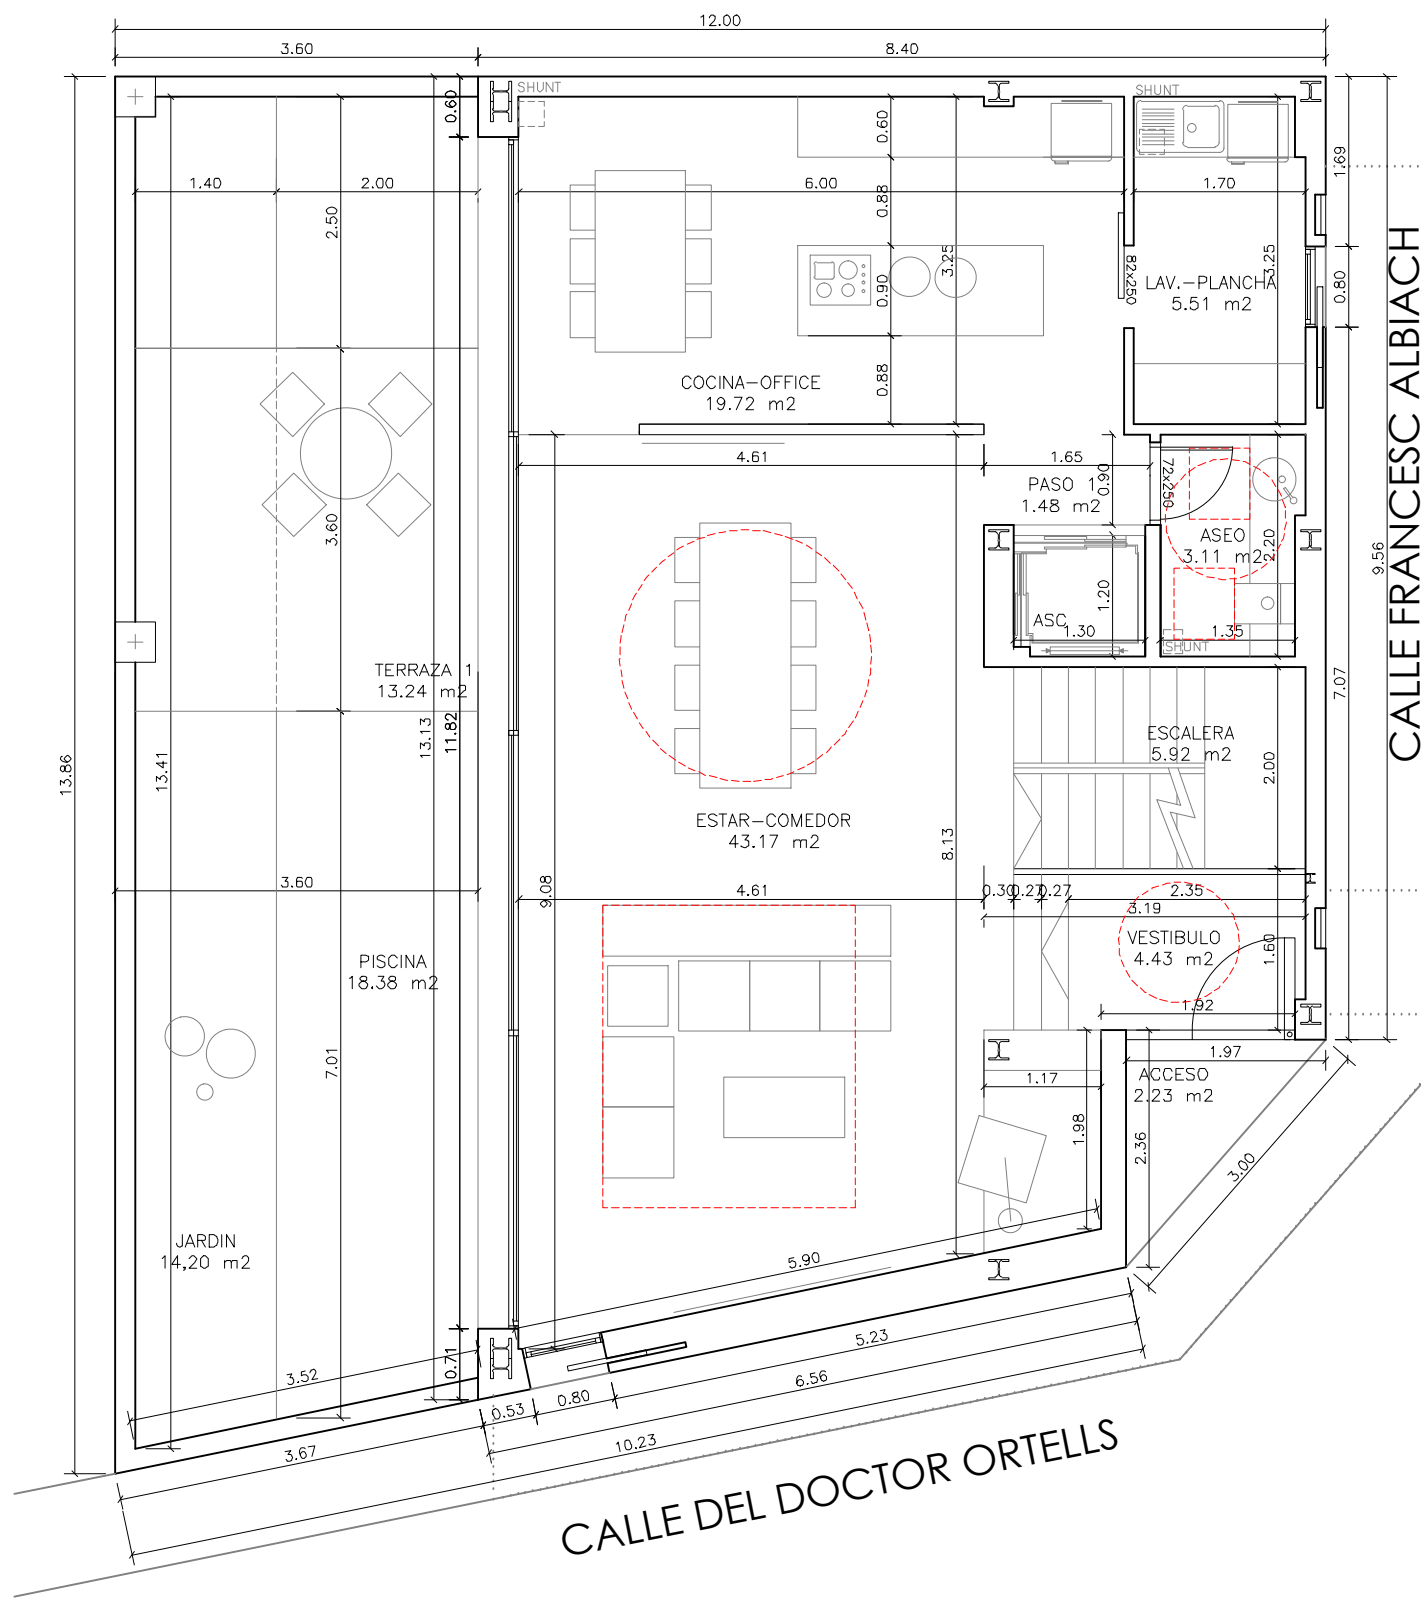 12.00
3.60
8.40
SHUNT
SHUNT
0.60
0.60
1.69
1.40
2.00
6.00
1.70
0.88
2.50
3.25
3.25
82x250
0.90
0.80
LAV.-PLANCHA
5.51 m2
CALLE FRANCESC ALBIACH
COCINA-OFFICE
19.72 m2
0.88
4.61
1.65
0.90
72x250
PASO 1
1.48 m2
3.60
ASEO
3.11 m2
2.20
9.56
1.20
ASC
1.30
1.35
SHUNT
TERRAZA 1
13.24 m2
7.07
13.86
13.41
13.13
11.82
ESCALERA
5.92 m2
2.00
ESTAR-COMEDOR
43.17 m2
8.13
3.60
9.08
4.61
0.30
0.27
0.27
2.35
3.19
VESTIBULO
4.43 m2
1.60
PISCINA
18.38 m2
1.92
7.01
1.97
1.17
ACCESO
2.23 m2
1.98
2.36
3.00
JARDIN
14,20 m2
5.90
0.71
5.23
3.52
6.56
0.80
0.53
3.67
10.23
CALLE DEL DOCTOR ORTELLS